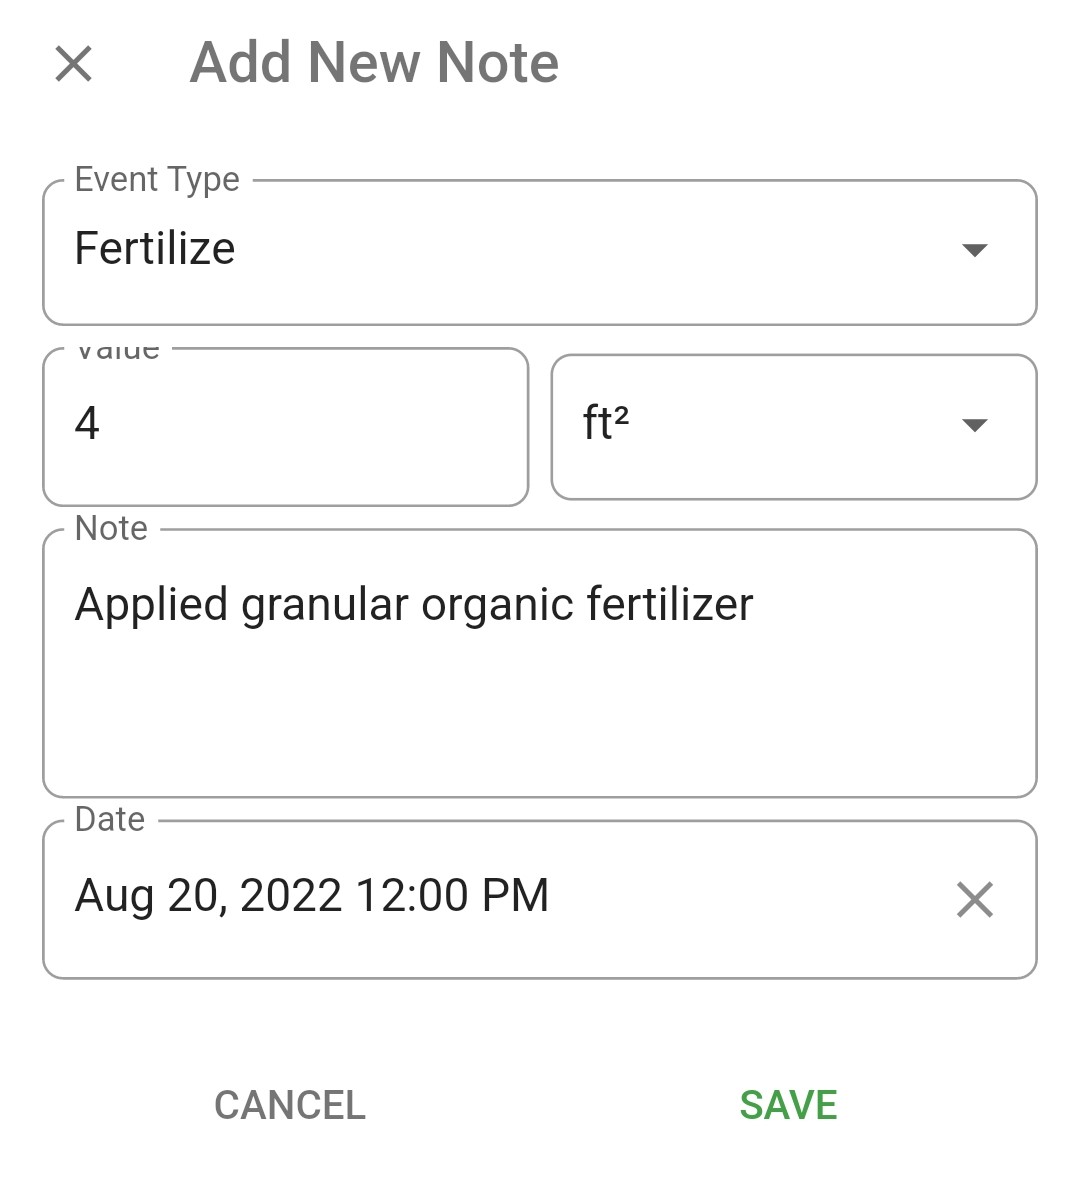 Add New Note
Event Type
Fertilize
Value
4
ft²
Note
Applied granular organic fertilizer
Date
Aug 20, 2022 12:00 PM
CANCEL
SAVE